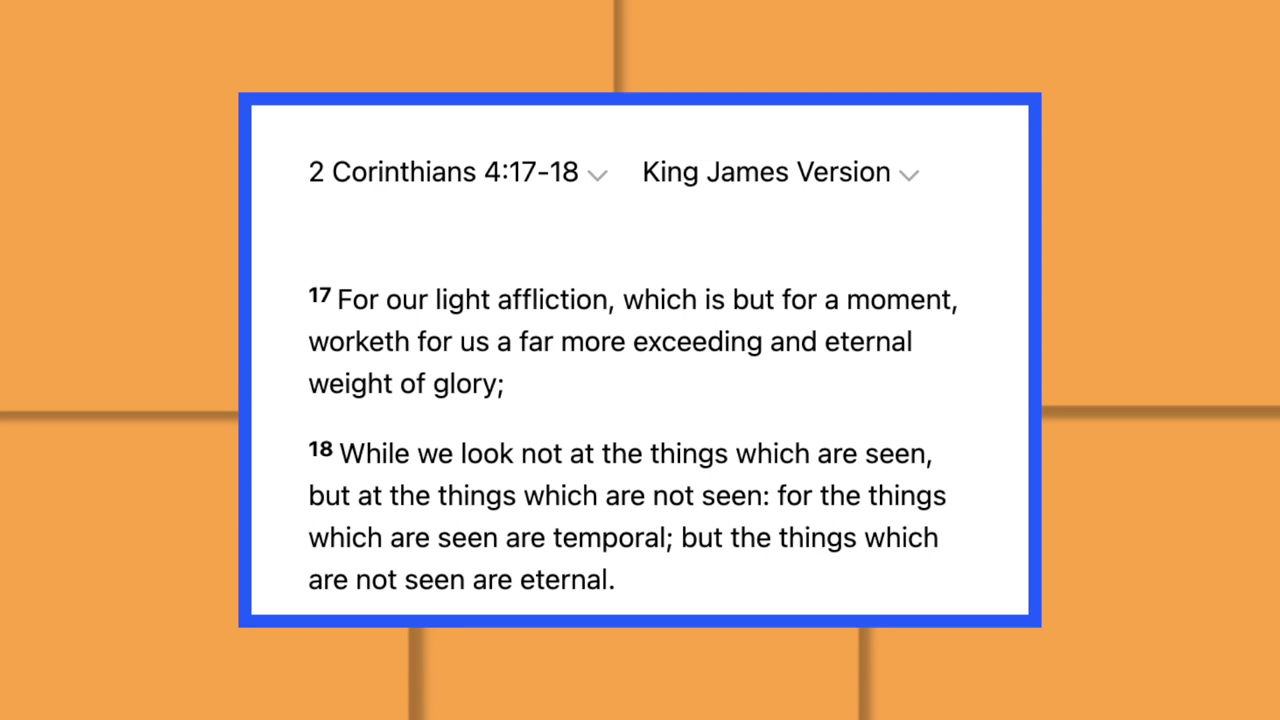 2 Corinthians 4:17-18 King James Version
17 For our light affliction, which is but for a moment,
worketh for us a far more exceeding and eternal
weight of glory;
18 While we look not at the things which are seen,
but at the things which are not seen: for the things
which are seen are temporal; but the things which
are not seen are eternal.